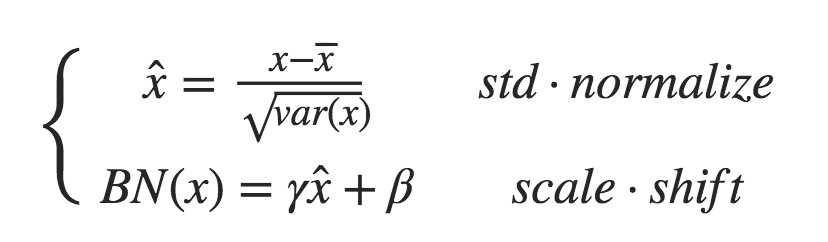 x̂ = (x − x̅) / √var(x) std · normalize
BN(x) = γx̂ + β scale · shift